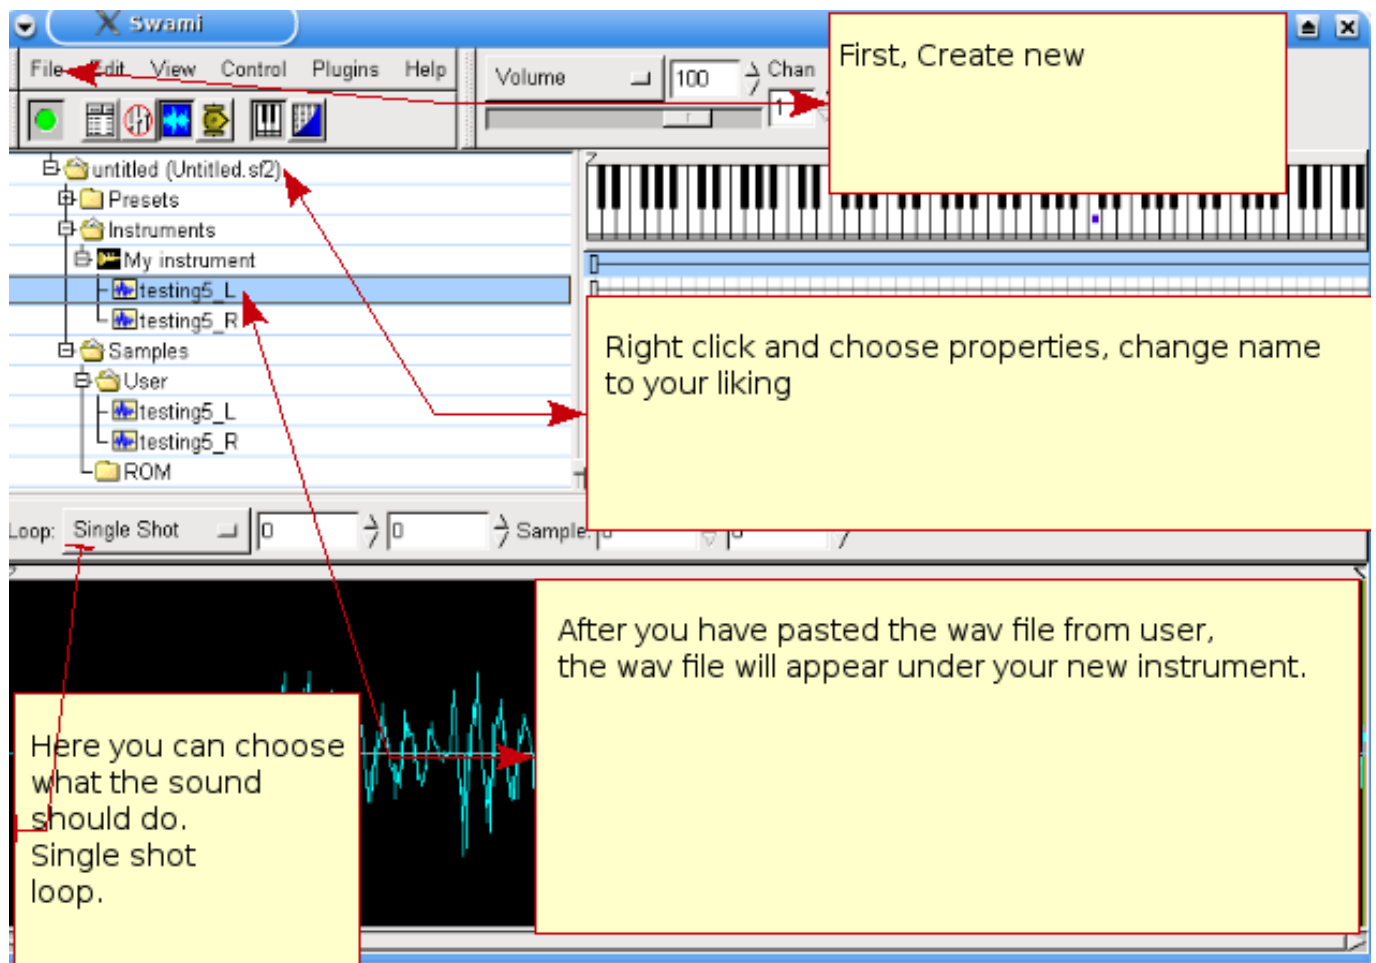 Swami
File Edit View Control Plugins Help
Volume 100 Chan
1
First, Create new
untitled (Untitled.sf2)
Presets
Instruments
My instrument
testing5_L
testing5_R
Samples
User
testing5_L
testing5_R
ROM
Right click and choose properties, change name
to your liking
Loop: Single Shot 0 0 Sample:
After you have pasted the wav file from user,
the wav file will appear under your new instrument.
Here you can choose
what the sound
should do.
Single shot
loop.